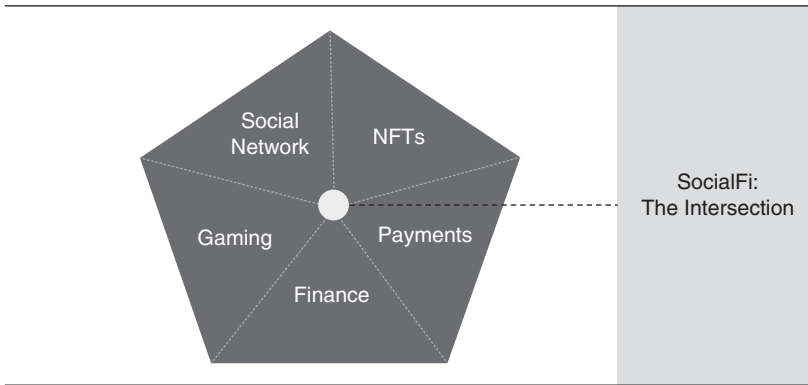 Social
Network
NFTs
Gaming
Payments
Finance
SocialFi:
The Intersection